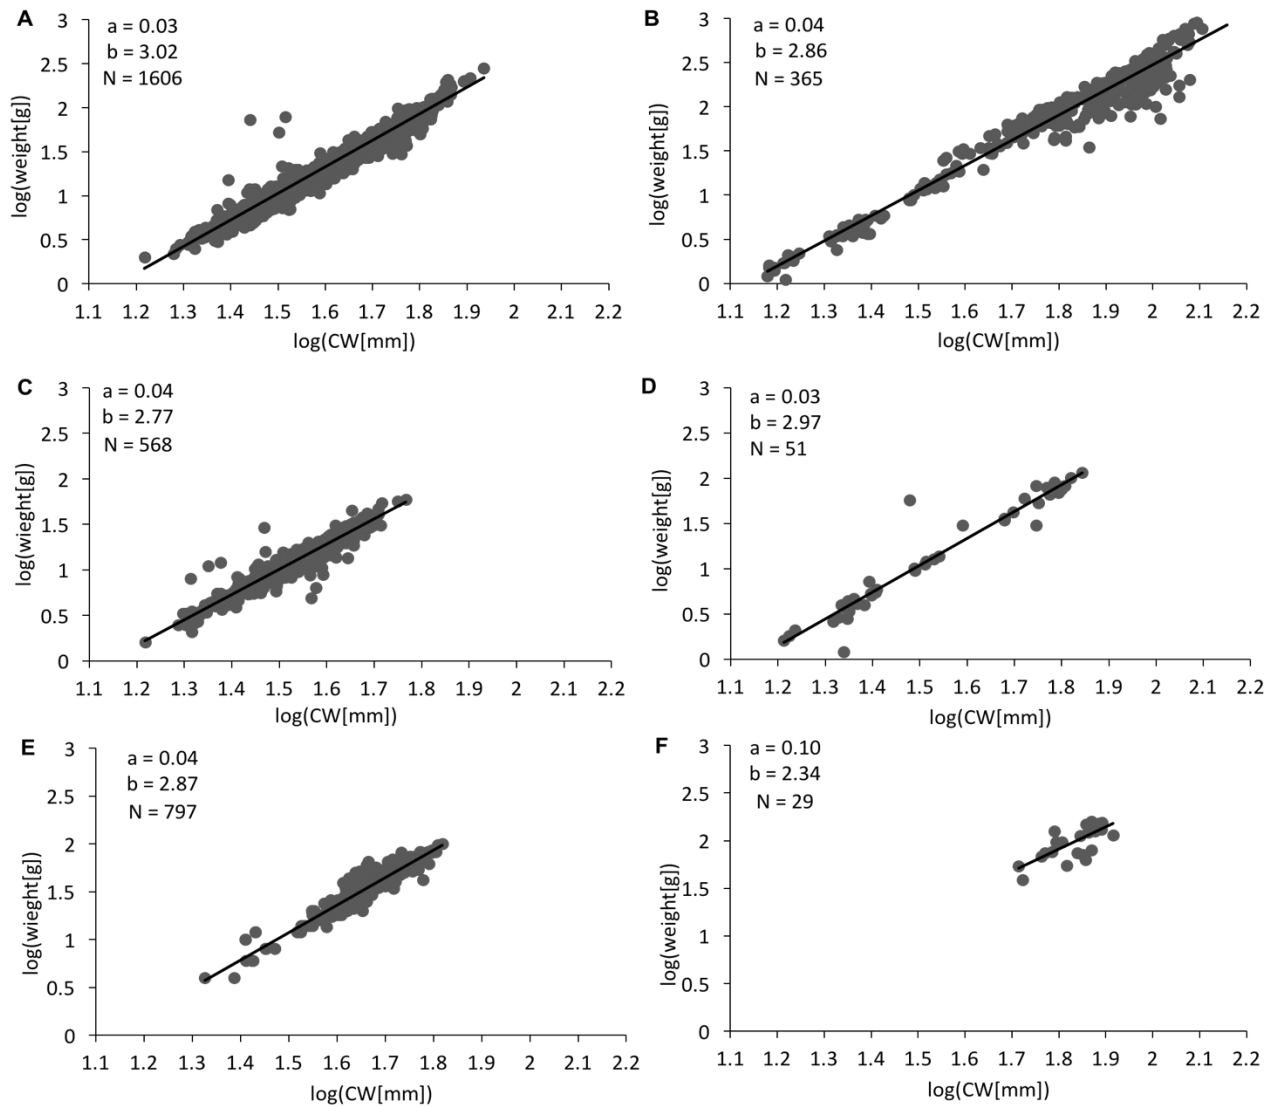 A
a = 0.03
b = 3.02
N = 1606
3
2.5
2
1.5
1
0.5
0
log(weight[g])
1.1 1.2 1.3 1.4 1.5 1.6 1.7 1.8 1.9 2 2.1 2.2
log(CW[mm])
B
a = 0.04
b = 2.86
N = 365
3
2.5
2
1.5
1
0.5
0
log(weight[g])
1.1 1.2 1.3 1.4 1.5 1.6 1.7 1.8 1.9 2 2.1 2.2
log(CW[mm])
C
a = 0.04
b = 2.77
N = 568
3
2.5
2
1.5
1
0.5
0
log(wieght[g])
1.1 1.2 1.3 1.4 1.5 1.6 1.7 1.8 1.9 2 2.1 2.2
log(CW[mm])
D
a = 0.03
b = 2.97
N = 51
3
2.5
2
1.5
1
0.5
0
log(weight[g])
1.1 1.2 1.3 1.4 1.5 1.6 1.7 1.8 1.9 2 2.1 2.2
log(CW[mm])
E
a = 0.04
b = 2.87
N = 797
3
2.5
2
1.5
1
0.5
0
log(wieght[g])
1.1 1.2 1.3 1.4 1.5 1.6 1.7 1.8 1.9 2 2.1 2.2
log(CW[mm])
F
a = 0.10
b = 2.34
N = 29
3
2.5
2
1.5
1
0.5
0
log(weight[g])
1.1 1.2 1.3 1.4 1.5 1.6 1.7 1.8 1.9 2 2.1 2.2
log(CW[mm])